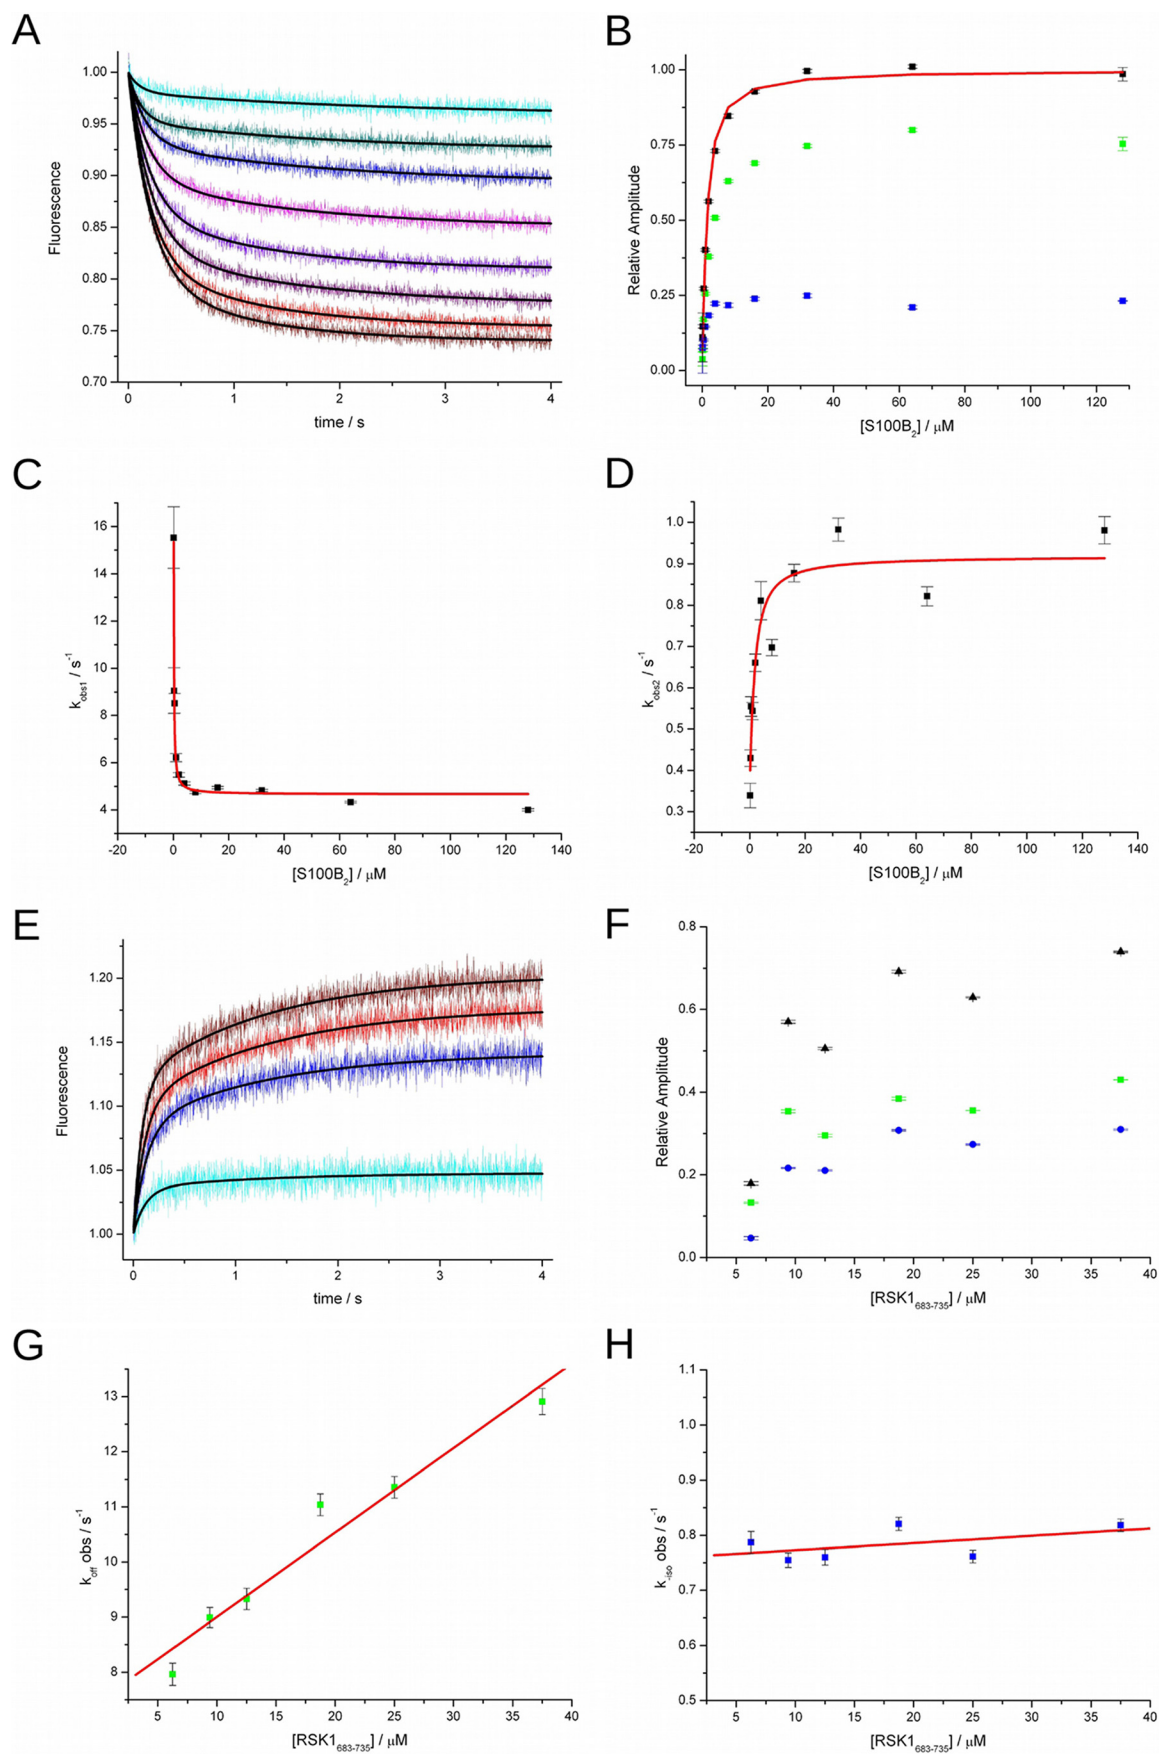 A
1.00
0.95
0.90
0.85
0.80
0.75
0.70
Fluorescence
0 1 2 3 4
time / s
B
1.00
0.75
0.50
0.25
0.00
Relative Amplitude
0 20 40 60 80 100 120
[S100B2] / μM
C
16
14
12
10
8
6
4
kobs1 / s-1
-20 0 20 40 60 80 100 120 140
[S100B2] / μM
D
1.0
0.9
0.8
0.7
0.6
0.5
0.4
0.3
kobs2 / s-1
-20 0 20 40 60 80 100 120 140
[S100B2] / μM
E
1.20
1.15
1.10
1.05
1.00
Fluorescence
0 1 2 3 4
time / s
F
0.8
0.6
0.4
0.2
0.0
Relative Amplitude
5 10 15 20 25 30 35 40
[RSK1683-735] / μM
G
13
12
11
10
9
8
koff obs / s-1
5 10 15 20 25 30 35 40
[RSK1683-735] / μM
H
1.1
1.0
0.9
0.8
0.7
0.6
0.5
k-iso obs / s-1
5 10 15 20 25 30 35 40
[RSK1683-735] / μM